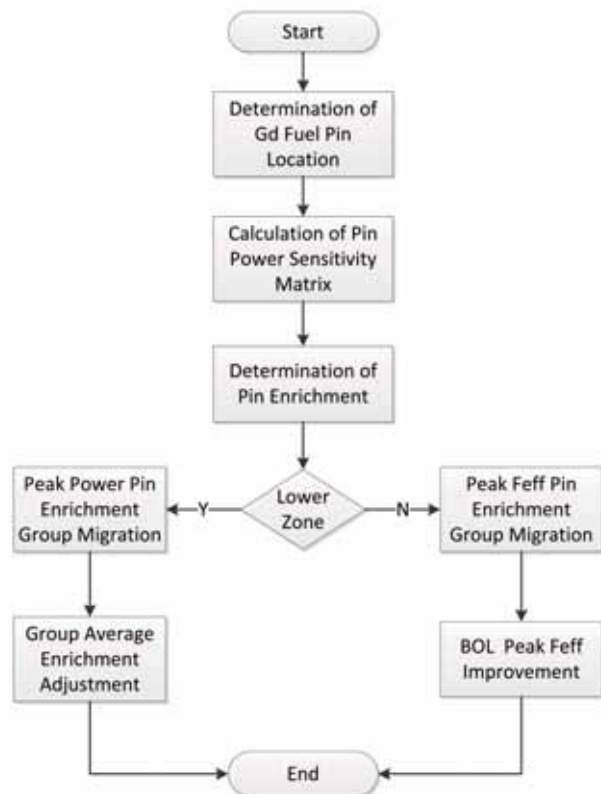 Start
Determination of
Gd Fuel Pin
Location
Calculation of Pin
Power Sensitivity
Matrix
Determination of
Pin Enrichment
Lower
Zone
Y
N
Peak Power Pin
Enrichment
Group Migration
Peak Feff Pin
Enrichment
Group Migration
Group Average
Enrichment
Adjustment
BOL Peak Feff
Improvement
End